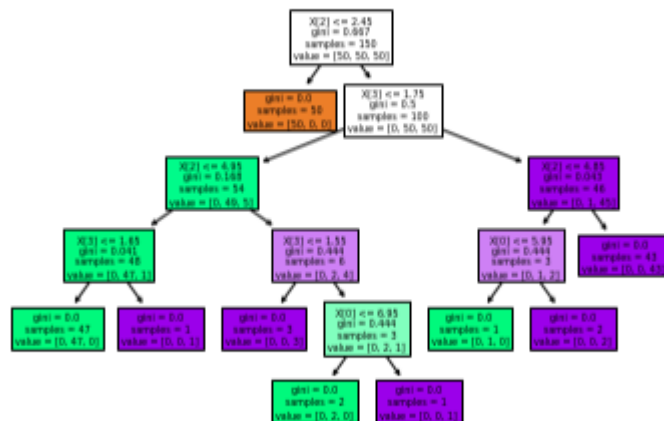 X[2] <= 2.45
gini = 0.667
samples = 150
value = [50, 50, 50]
gini = 0.0
samples = 50
value = [50, 0, 0]
X[3] <= 1.75
gini = 0.5
samples = 100
value = [0, 50, 50]
X[2] <= 4.95
gini = 0.168
samples = 54
value = [0, 49, 5]
X[2] <= 4.85
gini = 0.043
samples = 46
value = [0, 1, 45]
X[3] <= 1.65
gini = 0.041
samples = 48
value = [0, 47, 1]
X[3] <= 1.55
gini = 0.444
samples = 6
value = [0, 2, 4]
X[0] <= 5.95
gini = 0.444
samples = 3
value = [0, 1, 2]
gini = 0.0
samples = 43
value = [0, 0, 43]
gini = 0.0
samples = 47
value = [0, 47, 0]
gini = 0.0
samples = 1
value = [0, 0, 1]
gini = 0.0
samples = 3
value = [0, 0, 3]
X[0] <= 6.95
gini = 0.444
samples = 3
value = [0, 2, 1]
gini = 0.0
samples = 1
value = [0, 1, 0]
gini = 0.0
samples = 2
value = [0, 0, 2]
gini = 0.0
samples = 2
value = [0, 2, 0]
gini = 0.0
samples = 1
value = [0, 0, 1]